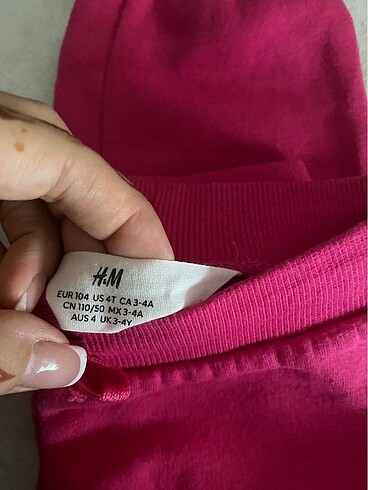 H&M
EUR 104 US 4T CA 3-4A
CN 110/50 MX 3-4A
AUS 4 UK 3-4Y